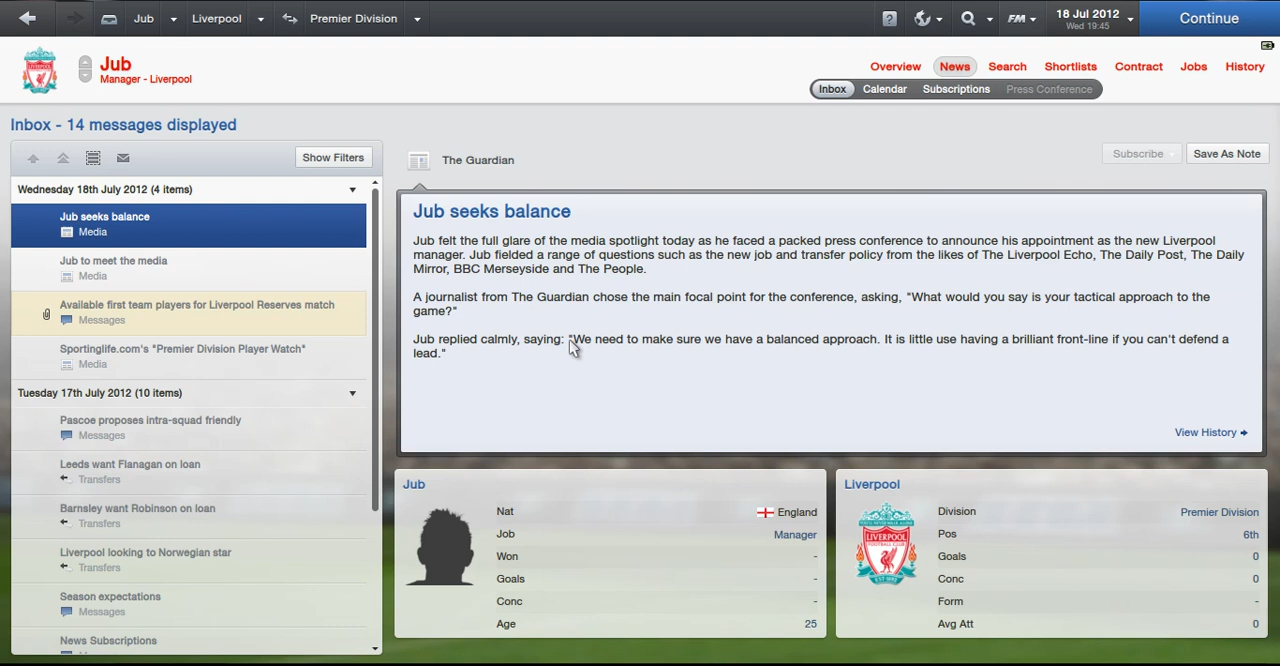 Jub Liverpool Premier Division ? FM 18 Jul 2012 Continue
Wed 19:45
Jub
Manager - Liverpool
Overview News Search Shortlists Contract Jobs History
Inbox Calendar Subscriptions Press Conference
Inbox - 14 messages displayed
Show Filters
Wednesday 18th July 2012 (4 items)
Jub seeks balance
Media
Jub to meet the media
Media
Available first team players for Liverpool Reserves match
Messages
Sportinglife.com's "Premier Division Player Watch"
Media
Tuesday 17th July 2012 (10 items)
Pascoe proposes intra-squad friendly
Messages
Leeds want Flanagan on loan
Transfers
Barnsley want Robinson on loan
Transfers
Liverpool looking to Norwegian star
Transfers
Season expectations
Messages
News Subscriptions
The Guardian
Subscribe Save As Note
Jub seeks balance
Jub felt the full glare of the media spotlight today as he faced a packed press conference to announce his appointment as the new Liverpool
manager. Jub fielded a range of questions such as the new job and transfer policy from the likes of The Liverpool Echo, The Daily Post, The Daily
Mirror, BBC Merseyside and The People.
A journalist from The Guardian chose the main focal point for the conference, asking, "What would you say is your tactical approach to the
game?"
Jub replied calmly, saying: "We need to make sure we have a balanced approach. It is little use having a brilliant front-line if you can't defend a
lead."
View History
Jub
Nat England
Job Manager
Won -
Goals -
Conc -
Age 25
Liverpool
LIVERPOOL
FOOTBALL CLUB
EST·1892
Division Premier Division
Pos 6th
Goals 0
Conc 0
Form -
Avg Att 0